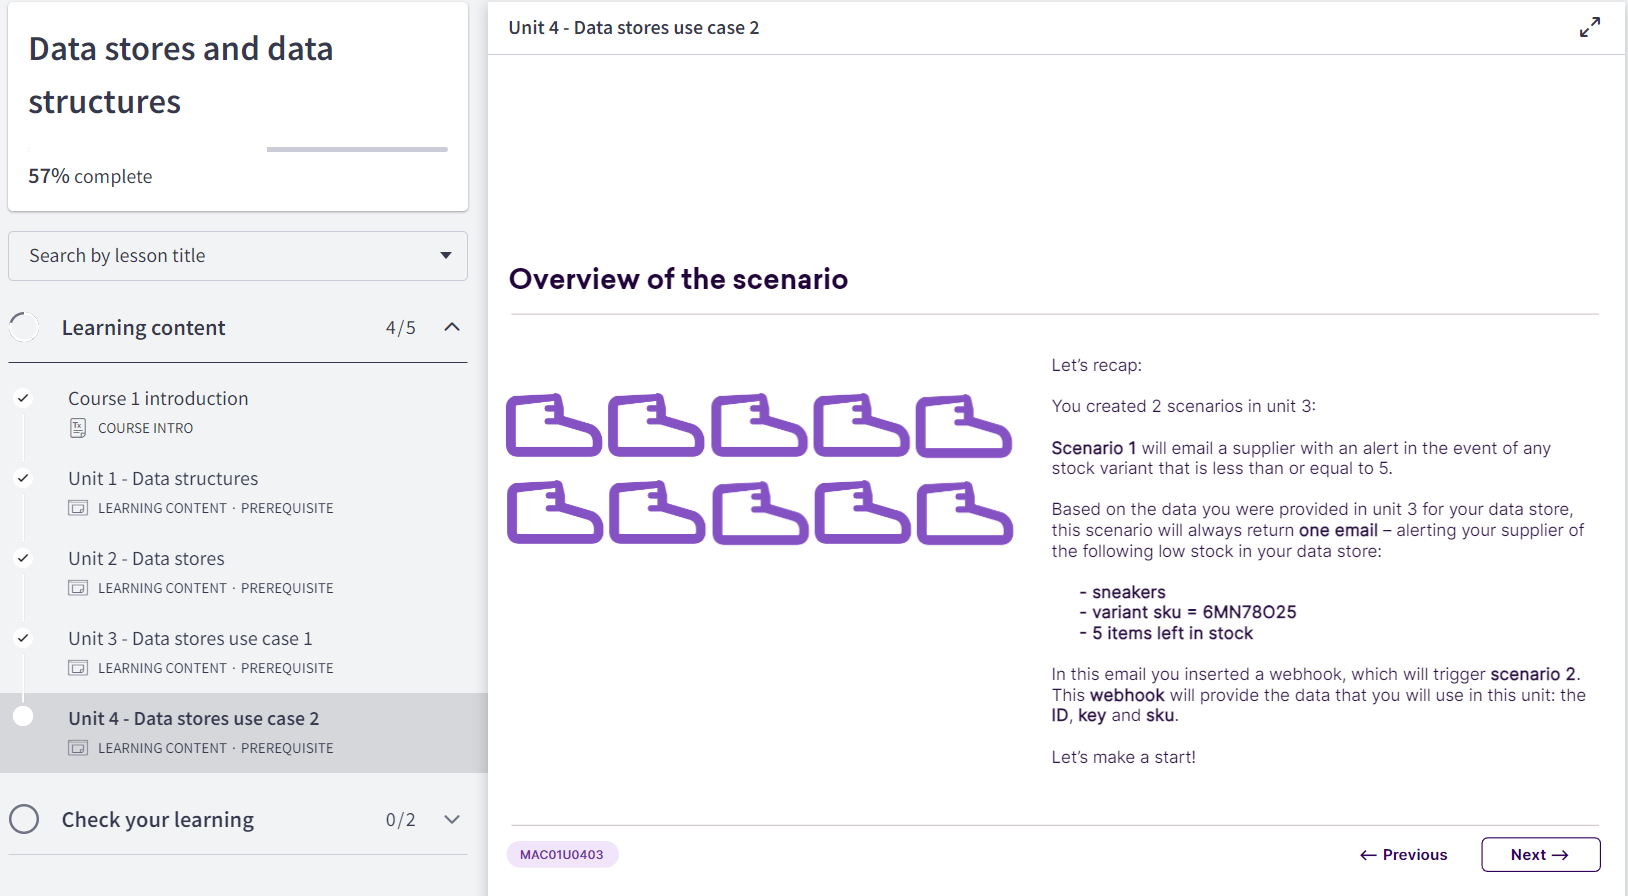 Data stores and data
structures
57% complete
Search by lesson title
Learning content 4/5
Course 1 introduction
COURSE INTRO
Unit 1 - Data structures
LEARNING CONTENT · PREREQUISITE
Unit 2 - Data stores
LEARNING CONTENT · PREREQUISITE
Unit 3 - Data stores use case 1
LEARNING CONTENT · PREREQUISITE
Unit 4 - Data stores use case 2
LEARNING CONTENT · PREREQUISITE
Check your learning 0/2
Unit 4 - Data stores use case 2
Overview of the scenario
Let's recap:
You created 2 scenarios in unit 3:
Scenario 1 will email a supplier with an alert in the event of any
stock variant that is less than or equal to 5.
Based on the data you were provided in unit 3 for your data store,
this scenario will always return one email – alerting your supplier of
the following low stock in your data store:
- sneakers
- variant sku = 6MN78O25
- 5 items left in stock
In this email you inserted a webhook, which will trigger scenario 2.
This webhook will provide the data that you will use in this unit: the
ID, key and sku.
Let's make a start!
MAC01U0403
← Previous
Next →